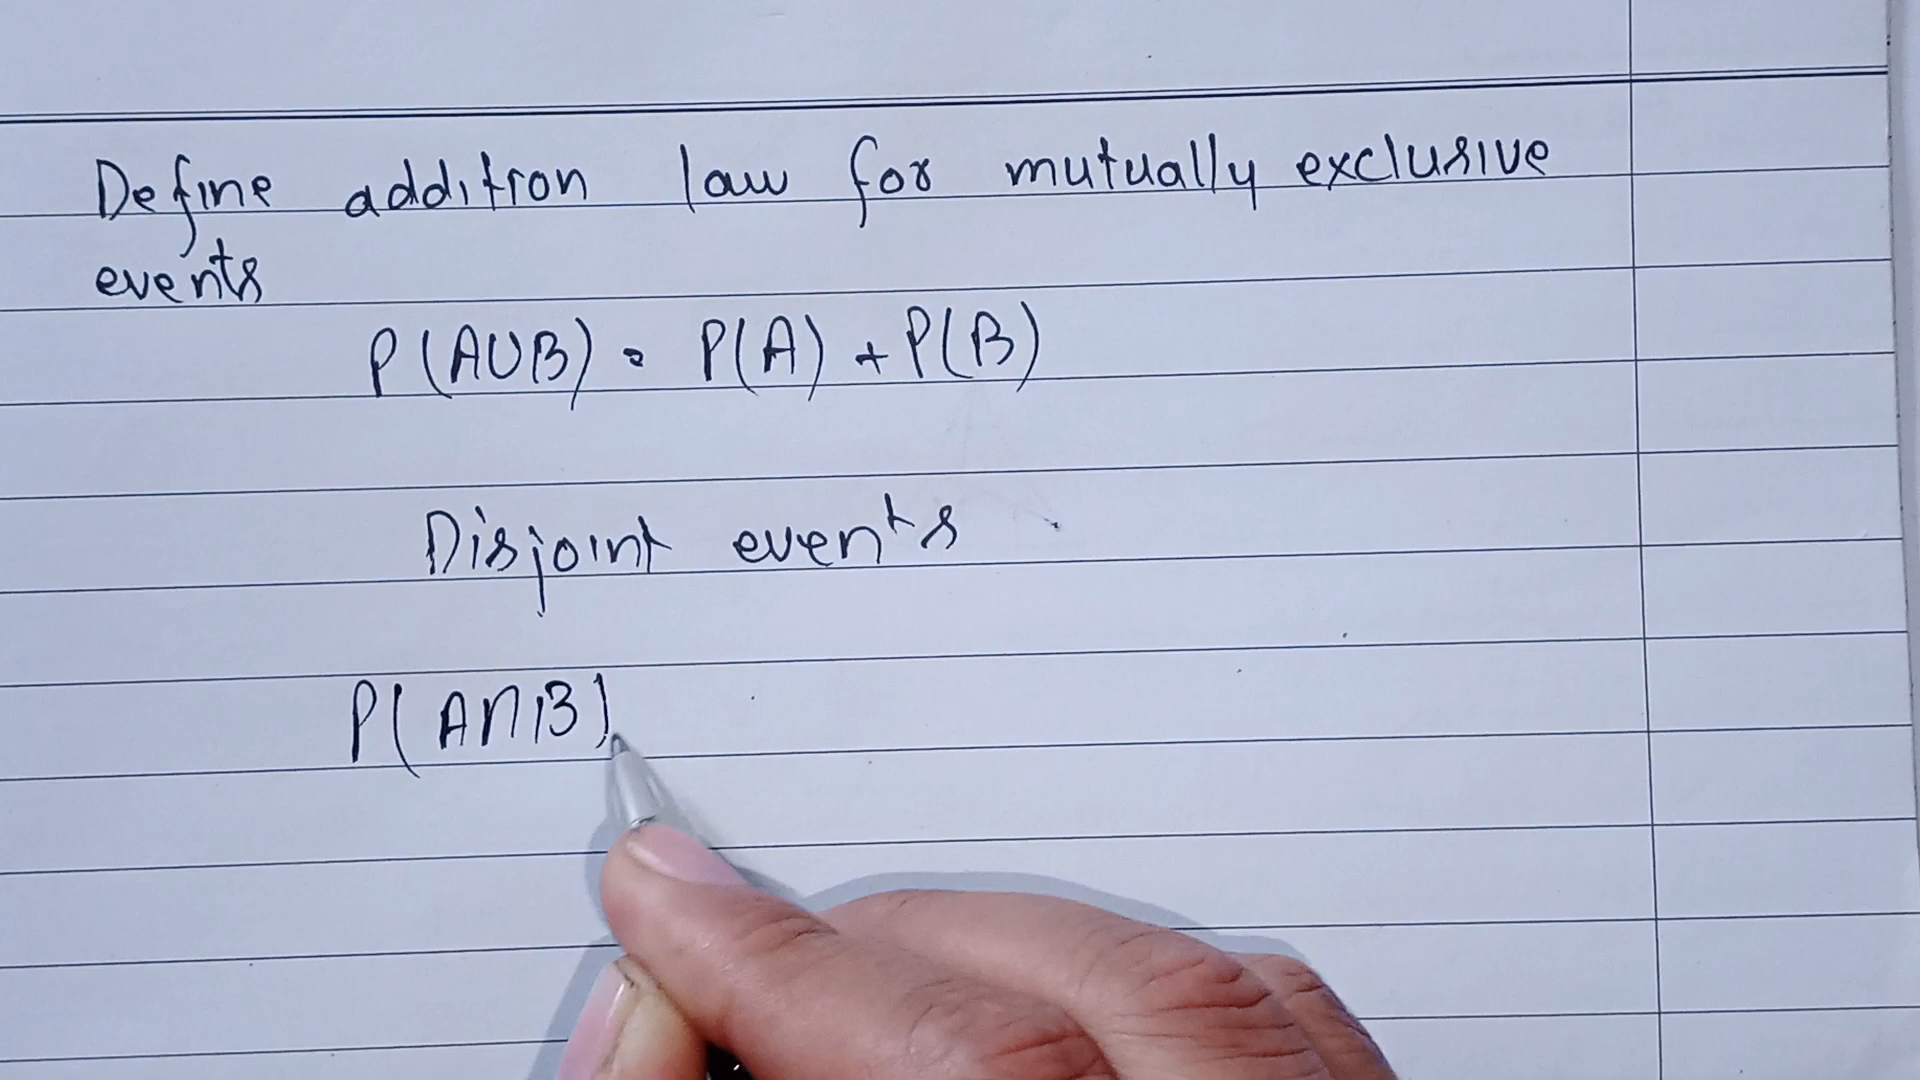 Define addition law for mutually exclusive
events
P(A∪B) = P(A) + P(B)
Disjoint events
P(A∩B)